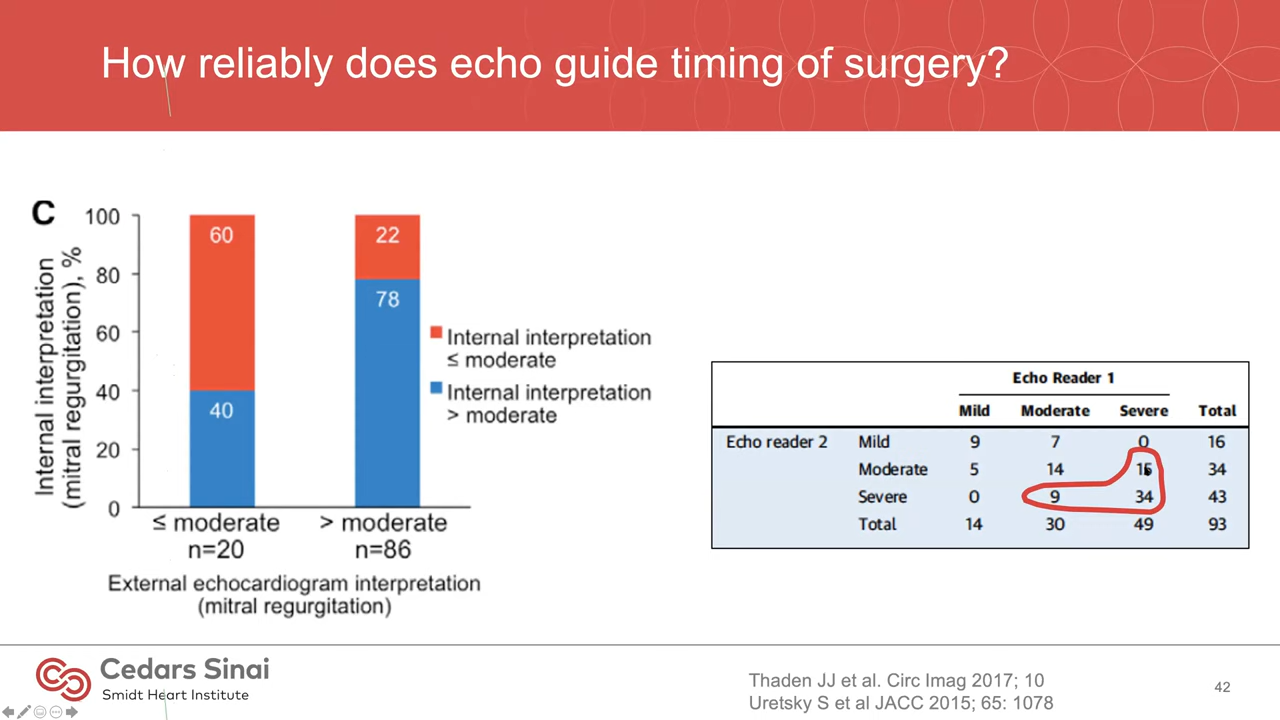 How reliably does echo guide timing of surgery?
C
Internal interpretation
(mitral regurgitation), %
100
80
60
40
20
0
60
40
22
78
≤ moderate
n=20
> moderate
n=86
External echocardiogram interpretation
(mitral regurgitation)
Internal interpretation
≤ moderate
Internal interpretation
> moderate
Echo Reader 1
Mild Moderate Severe Total
Echo reader 2 Mild 9 7 0 16
Moderate 5 14 15 34
Severe 0 9 34 43
Total 14 30 49 93
Cedars Sinai
Smidt Heart Institute
Thaden JJ et al. Circ Imag 2017; 10
Uretsky S et al JACC 2015; 65: 1078
42